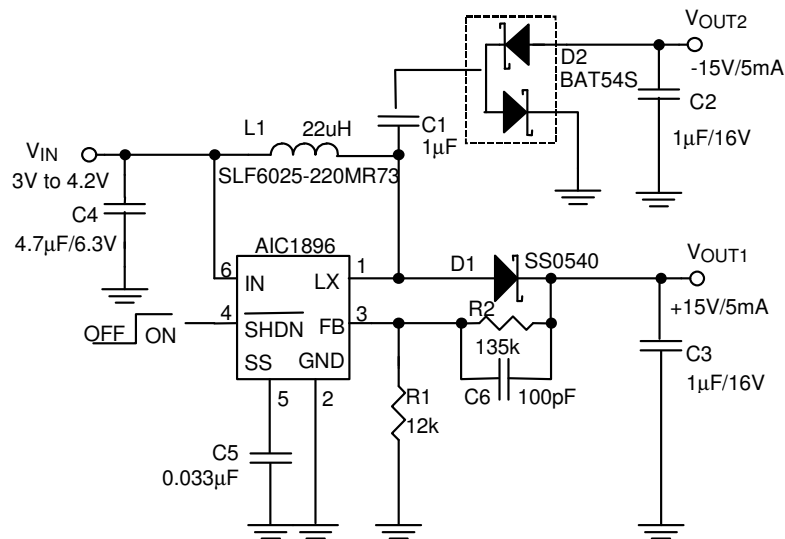 VOUT2
-15V/5mA
D2
BAT54S
C2
1μF/16V
C1
1μF
L1
22uH
SLF6025-220MR73
VIN
3V to 4.2V
C4
4.7μF/6.3V
AIC1896
6
IN
LX
1
D1
SS0540
VOUT1
+15V/5mA
4
OFF
ON
SHDN
FB
3
R2
135k
C6
100pF
C3
1μF/16V
SS
GND
5
2
R1
12k
C5
0.033μF